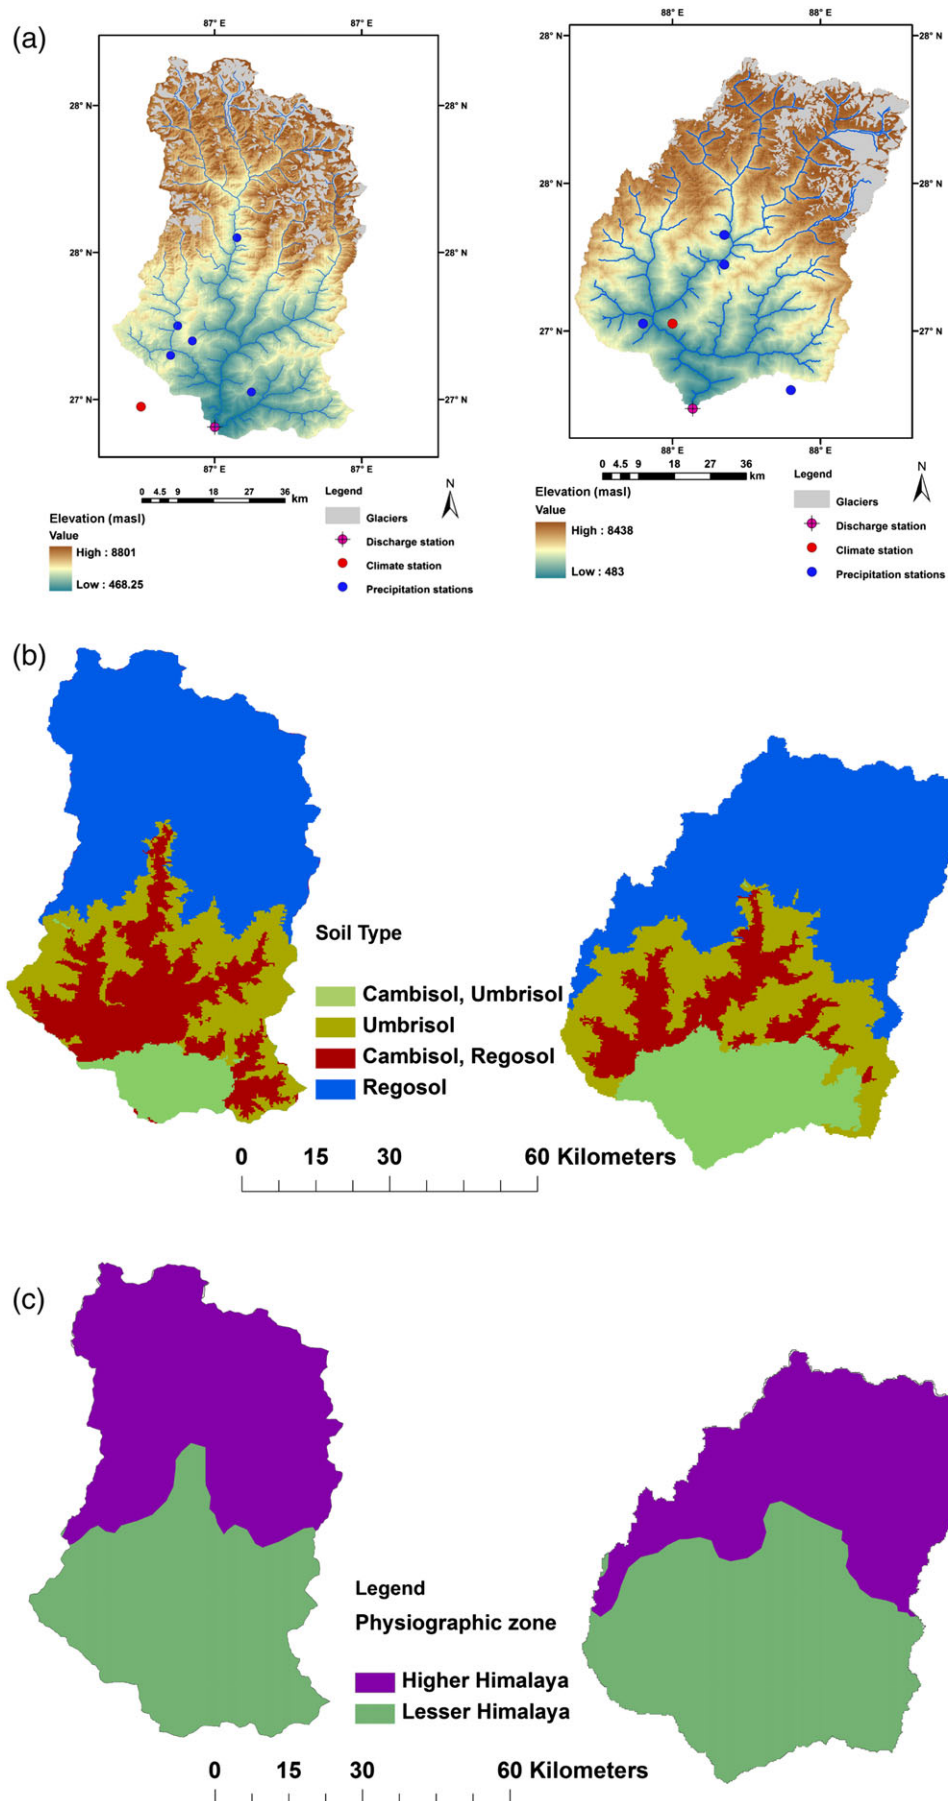 (a)
87° E
87° E
88° E
88° E
28° N
28° N
28° N
28° N
28° N
28° N
27° N
27° N
27° N
27° N
87° E
87° E
88° E
88° E
0 4.5 9 18 27 36
km
Legend
N
Glaciers
Discharge station
Climate station
Precipitation stations
Elevation (masl)
Value
High : 8801
Low : 468.25
0 4.5 9 18 27 36
km
Legend
N
Glaciers
Discharge station
Climate station
Precipitation stations
Elevation (masl)
Value
High : 8438
Low : 483
(b)
Soil Type
Cambisol, Umbrisol
Umbrisol
Cambisol, Regosol
Regosol
0 15 30 60 Kilometers
(c)
Legend
Physiographic zone
Higher Himalaya
Lesser Himalaya
0 15 30 60 Kilometers